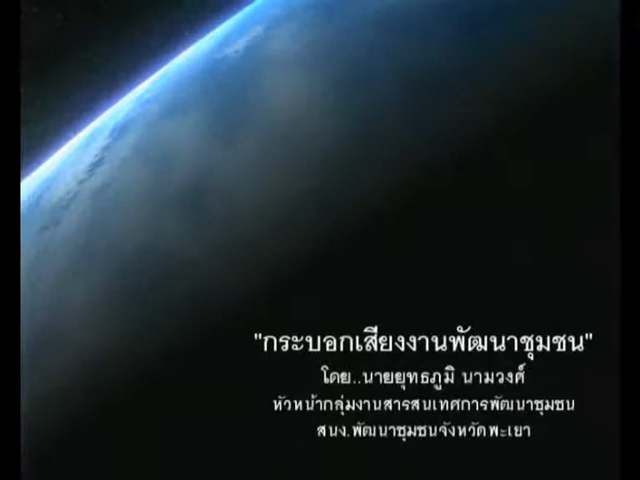 "กระบอกเสียงงานพัฒนาชุมชน"
โดย..นายยุทธภูมิ นามวงศ์
หัวหน้ากลุ่มงานสารสนเทศการพัฒนาชุมชน
สนง.พัฒนาชุมชนจังหวัดพะเยา